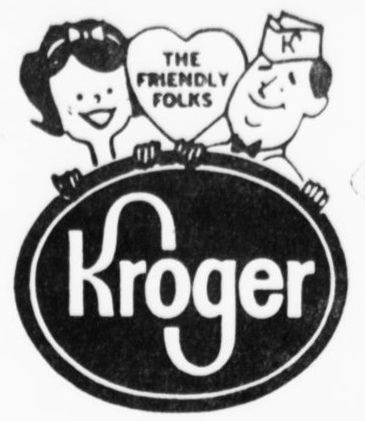 THE
FRIENDLY
FOLKS
K
Kroger